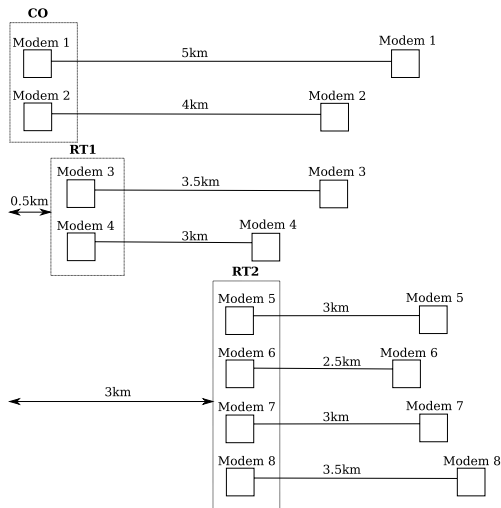 CO
Modem 1
5km
Modem 1
Modem 2
4km
Modem 2
RT1
Modem 3
3.5km
Modem 3
0.5km
Modem 4
3km
Modem 4
RT2
Modem 5
3km
Modem 5
Modem 6
2.5km
Modem 6
3km
Modem 7
3km
Modem 7
Modem 8
3.5km
Modem 8